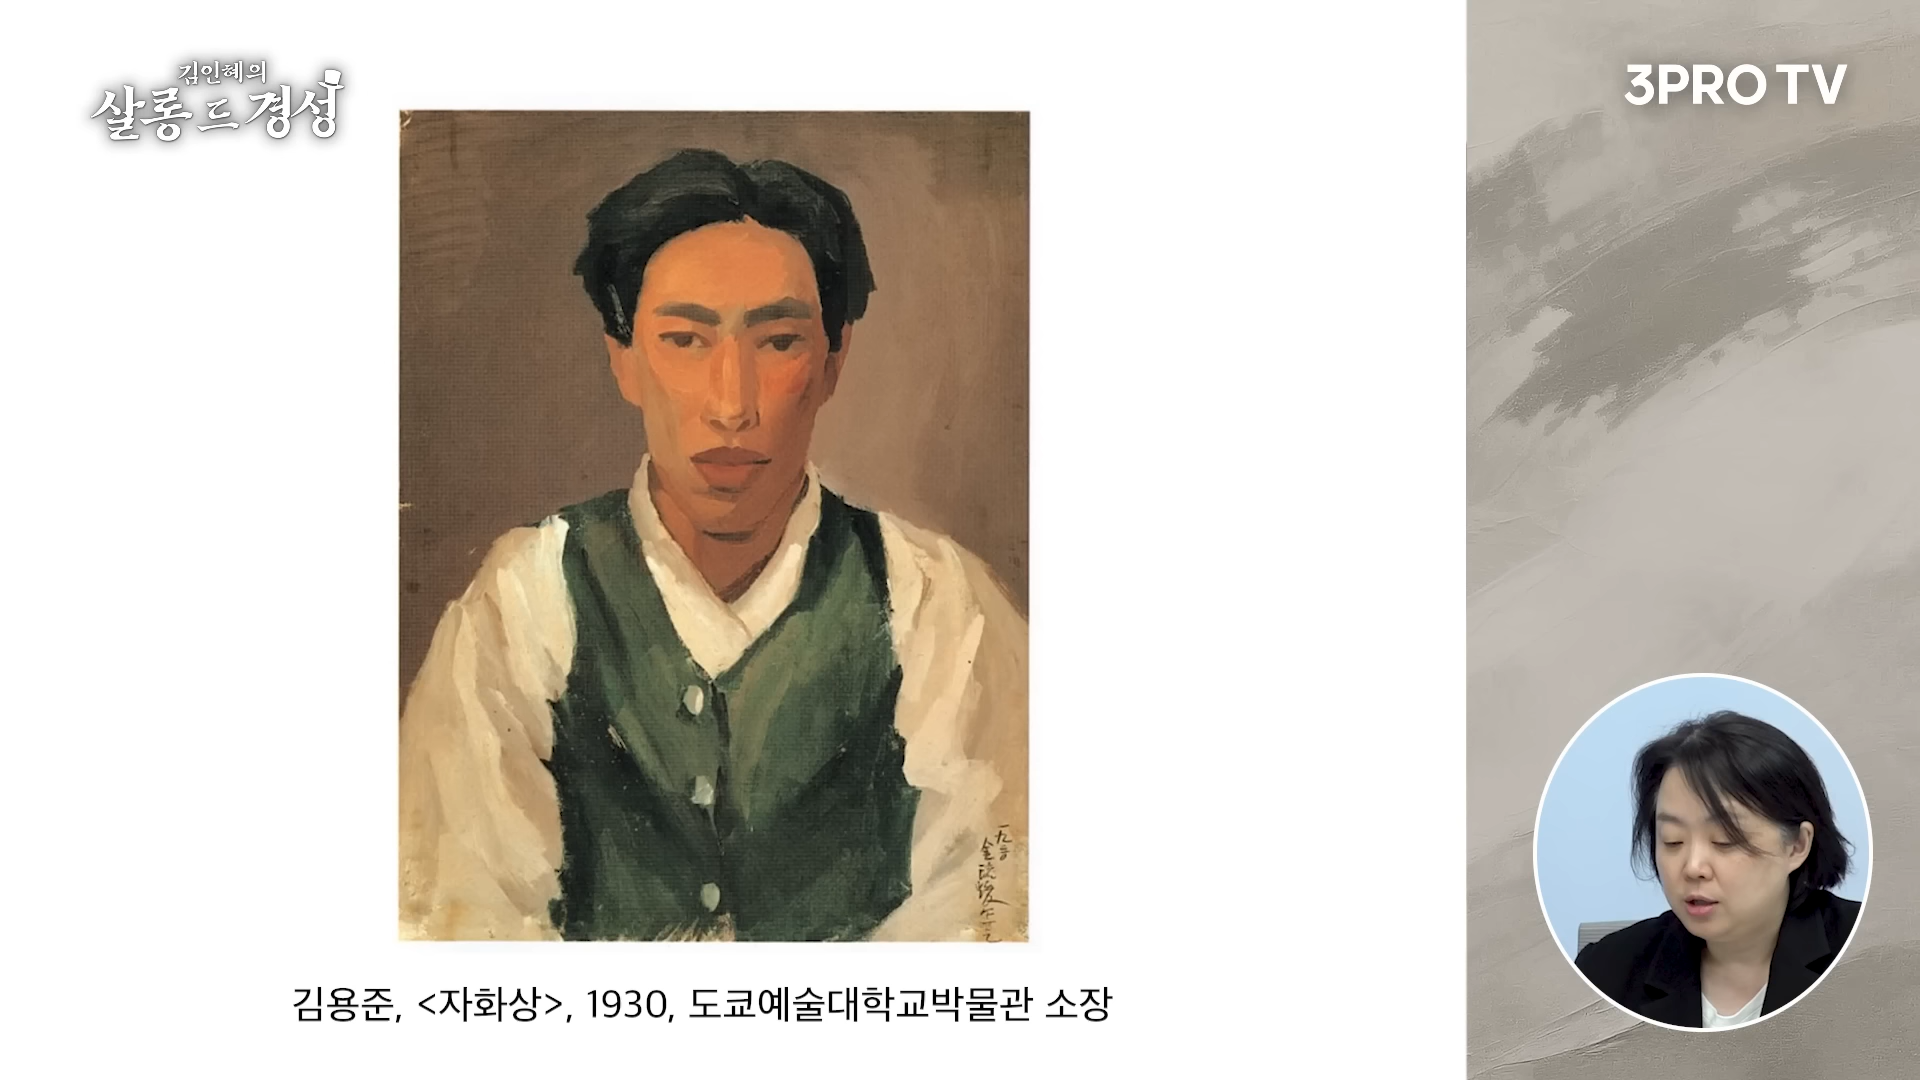 김인혜의
살롱 드 경성
3PRO TV
김용준, <자화상>, 1930, 도쿄예술대학교박물관 소장